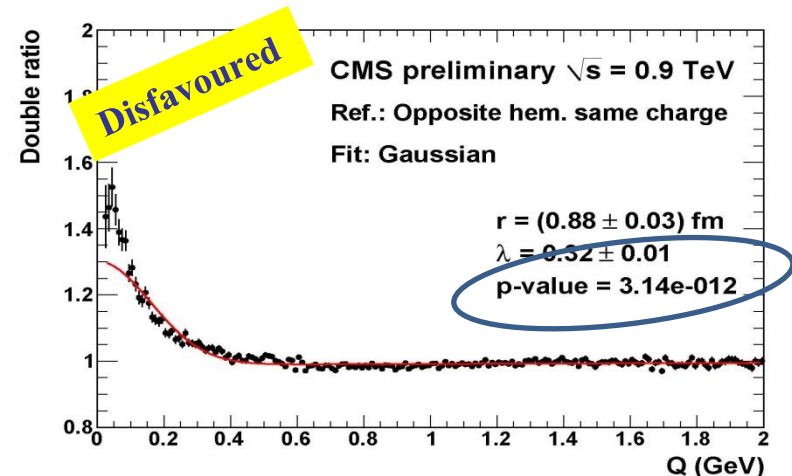 Double ratio
Disfavoured
CMS preliminary √s = 0.9 TeV
Ref.: Opposite hem. same charge
Fit: Gaussian
r = (0.88 ± 0.03) fm
λ = 0.32 ± 0.01
p-value = 3.14e-012
2
1.8
1.6
1.4
1.2
1
0.8
0 0.2 0.4 0.6 0.8 1 1.2 1.4 1.6 1.8 2
Q (GeV)